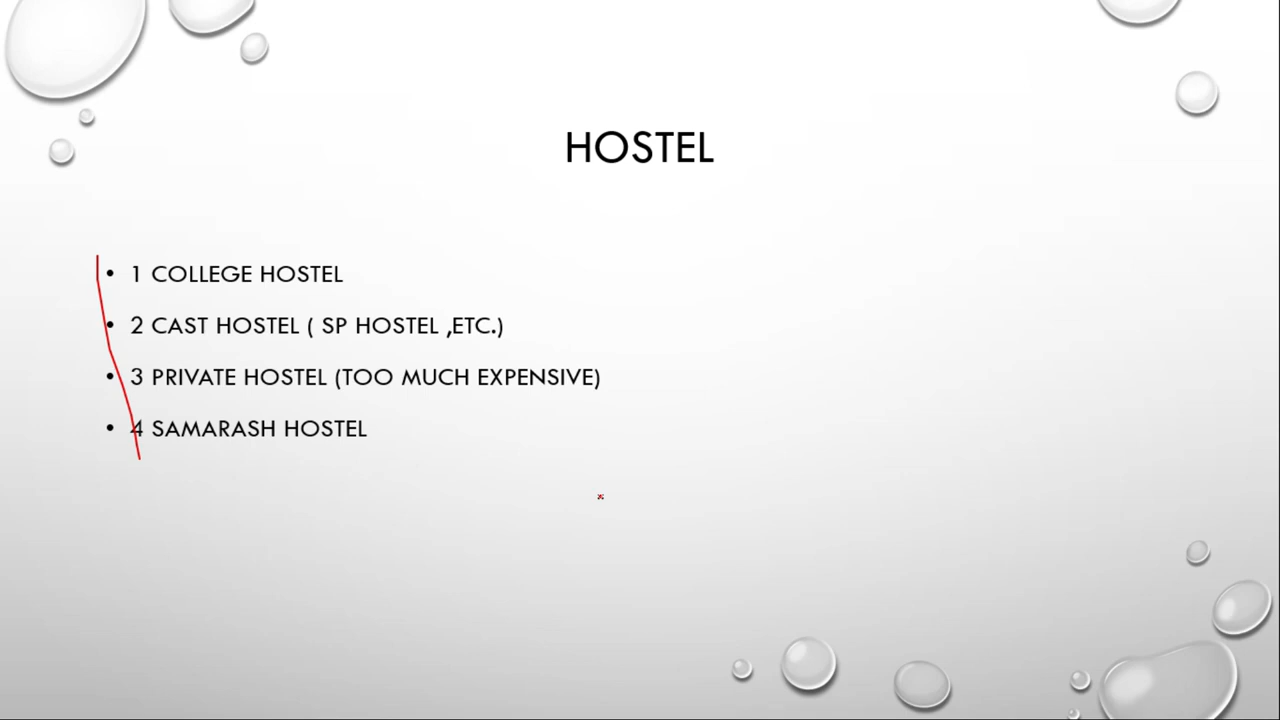 HOSTEL
• 1 COLLEGE HOSTEL
• 2 CAST HOSTEL ( SP HOSTEL ,ETC.)
• 3 PRIVATE HOSTEL (TOO MUCH EXPENSIVE)
• 4 SAMARASH HOSTEL